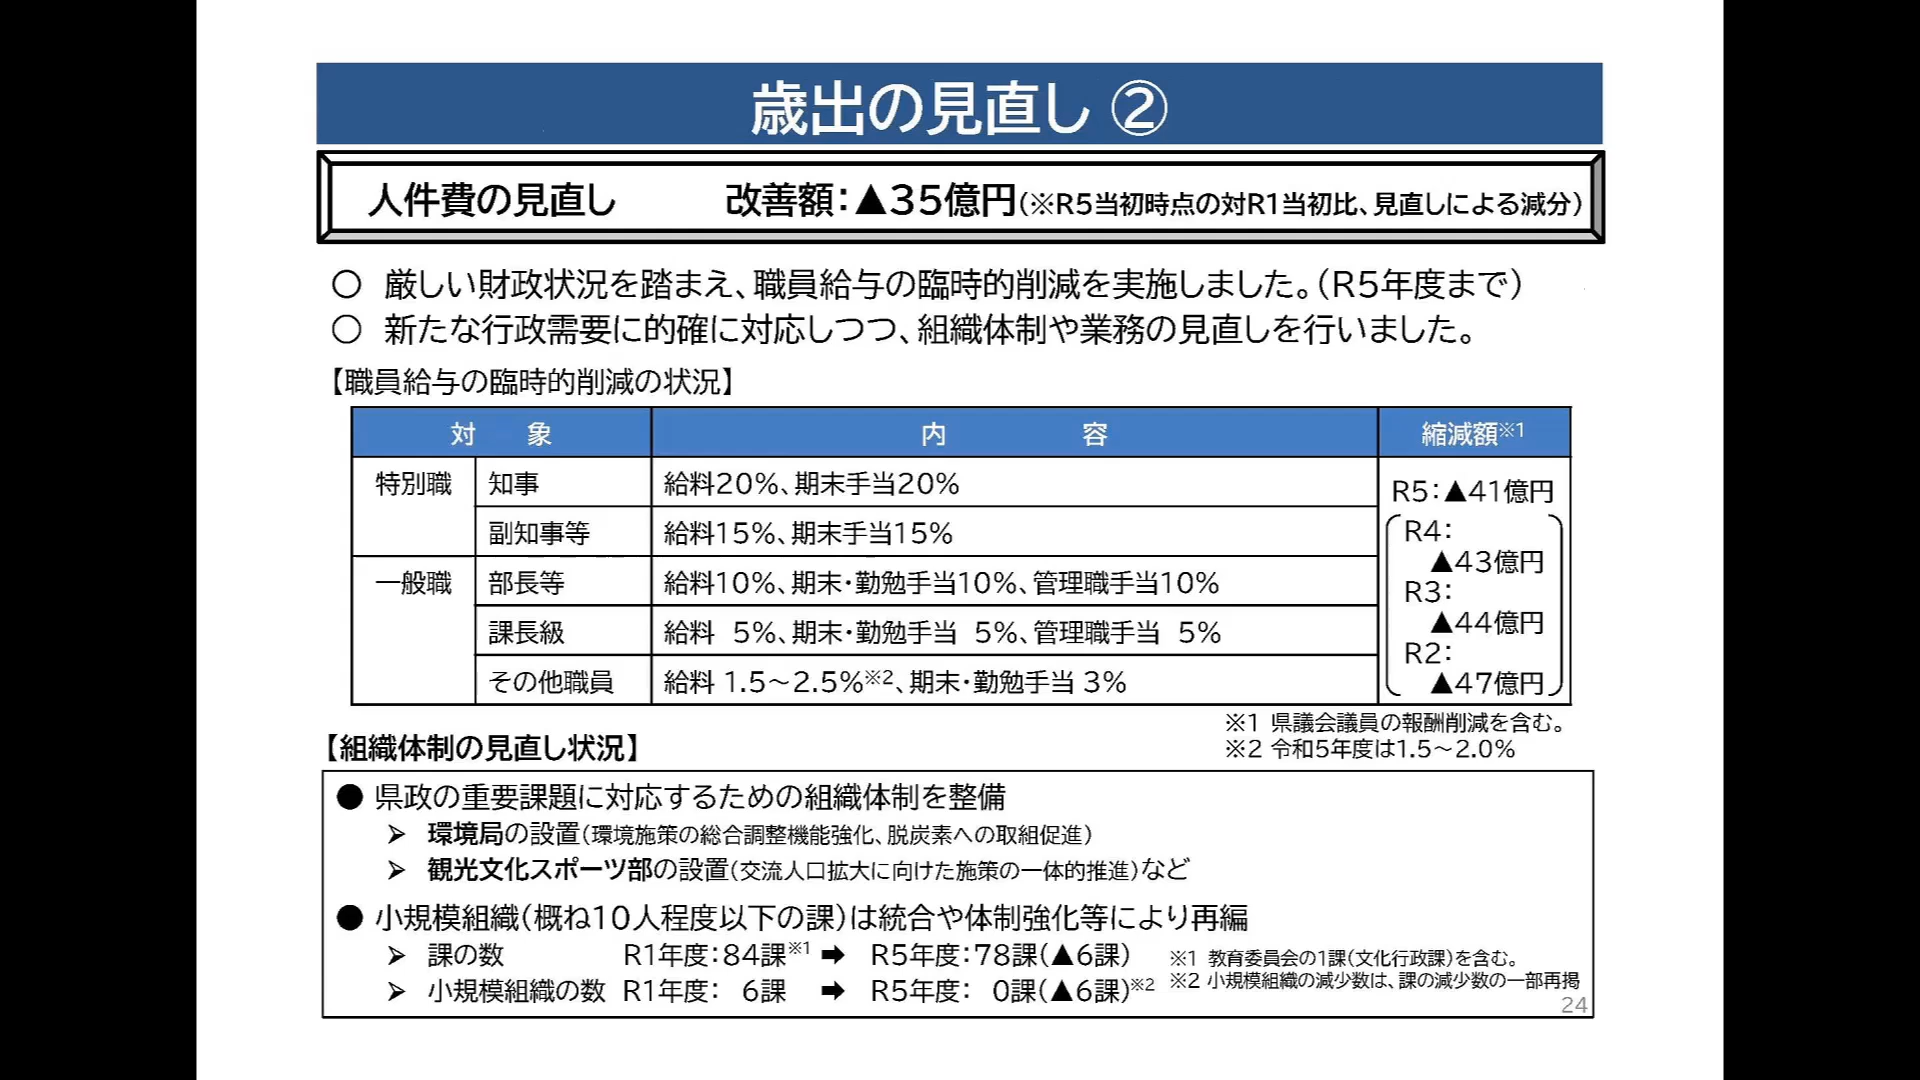 歳出の見直し ②
人件費の見直し 改善額:▲35億円(※R5当初時点の対R1当初比、見直しによる減分)
○ 厳しい財政状況を踏まえ、職員給与の臨時的削減を実施しました。(R5年度まで)
○ 新たな行政需要に的確に対応しつつ、組織体制や業務の見直しを行いました。
【職員給与の臨時的削減の状況】
対 象 内 容 縮減額※1
特別職 知事 給料20%、期末手当20%
副知事等 給料15%、期末手当15%
一般職 部長等 給料10%、期末・勤勉手当10%、管理職手当10%
課長級 給料 5%、期末・勤勉手当 5%、管理職手当 5%
その他職員 給料 1.5~2.5%※2、期末・勤勉手当 3%
R5:▲41億円
R4:
▲43億円
R3:
▲44億円
R2:
▲47億円
※1 県議会議員の報酬削減を含む。
※2 令和5年度は1.5~2.0%
【組織体制の見直し状況】
● 県政の重要課題に対応するための組織体制を整備
➢ 環境局の設置(環境施策の総合調整機能強化、脱炭素への取組促進)
➢ 観光文化スポーツ部の設置(交流人口拡大に向けた施策の一体的推進)など
● 小規模組織(概ね10人程度以下の課)は統合や体制強化等により再編
➢ 課の数 R1年度:84課※1 ➡ R5年度:78課(▲6課)
➢ 小規模組織の数 R1年度: 6課 ➡ R5年度: 0課(▲6課)※2
※1 教育委員会の1課(文化行政課)を含む。
※2 小規模組織の減少数は、課の減少数の一部再掲
24